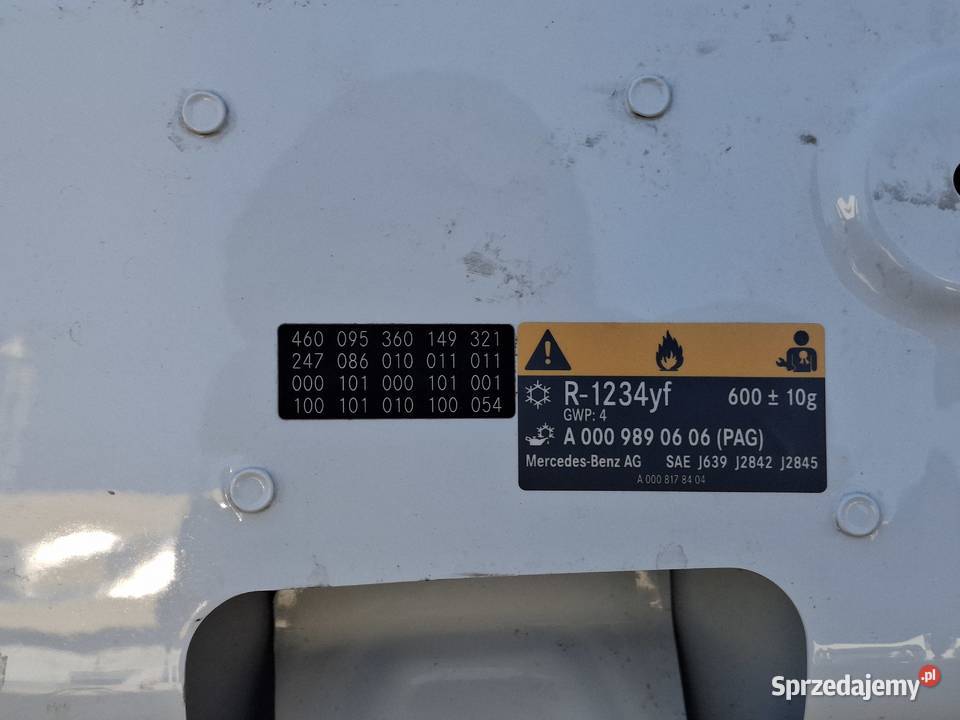 460 095 360 149 321
247 086 010 011 011
000 101 000 101 001
100 101 010 100 054
R-1234yf 600 ± 10g
GWP: 4
A 000 989 06 06 (PAG)
Mercedes-Benz AG SAE J639 J2842 J2845
A 000 817 84 04
Sprzedajemy.pl